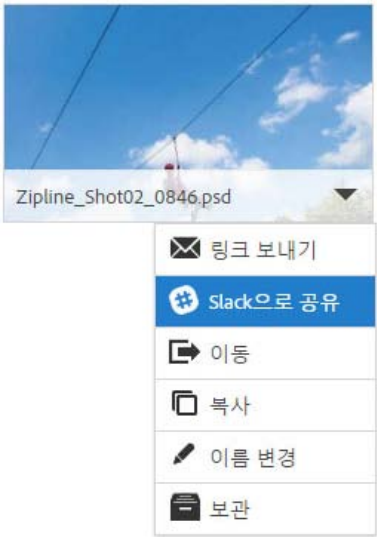 Zipline_Shot02_0846.psd
링크 보내기
Slack으로 공유
이동
복사
이름 변경
보관